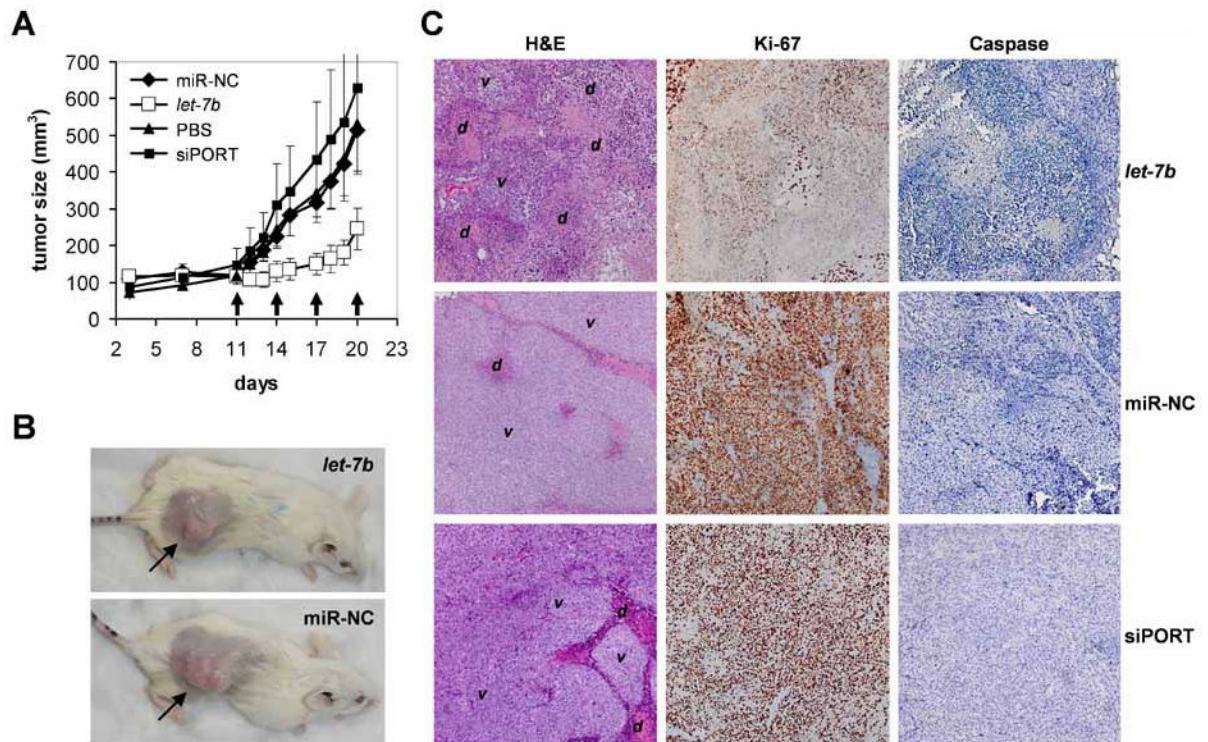 A
tumor size (mm³)
700
600
500
400
300
200
100
0
miR-NC
let-7b
PBS
siPORT
2 5 8 11 14 17 20 23
days
B
let-7b
miR-NC
C
H&E Ki-67 Caspase
v d
d d
v
d d
let-7b
v
d
v
miR-NC
v d
v
v
d
siPORT